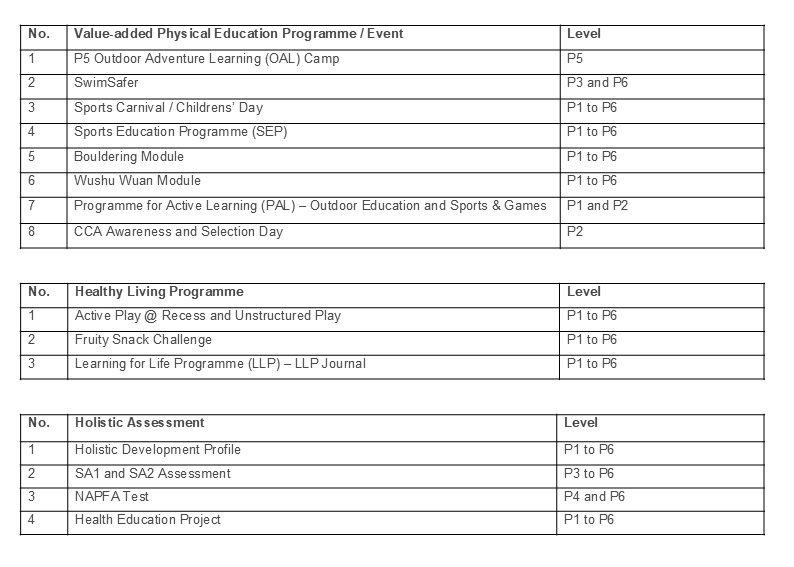 No. Value-added Physical Education Programme / Event Level
1 P5 Outdoor Adventure Learning (OAL) Camp P5
2 SwimSafer P3 and P6
3 Sports Carnival / Childrens’ Day P1 to P6
4 Sports Education Programme (SEP) P1 to P6
5 Bouldering Module P1 to P6
6 Wushu Wuan Module P1 to P6
7 Programme for Active Learning (PAL) – Outdoor Education and Sports & Games P1 and P2
8 CCA Awareness and Selection Day P2
No. Healthy Living Programme Level
1 Active Play @ Recess and Unstructured Play P1 to P6
2 Fruity Snack Challenge P1 to P6
3 Learning for Life Programme (LLP) – LLP Journal P1 to P6
No. Holistic Assessment Level
1 Holistic Development Profile P1 to P6
2 SA1 and SA2 Assessment P3 to P6
3 NAPFA Test P4 and P6
4 Health Education Project P1 to P6